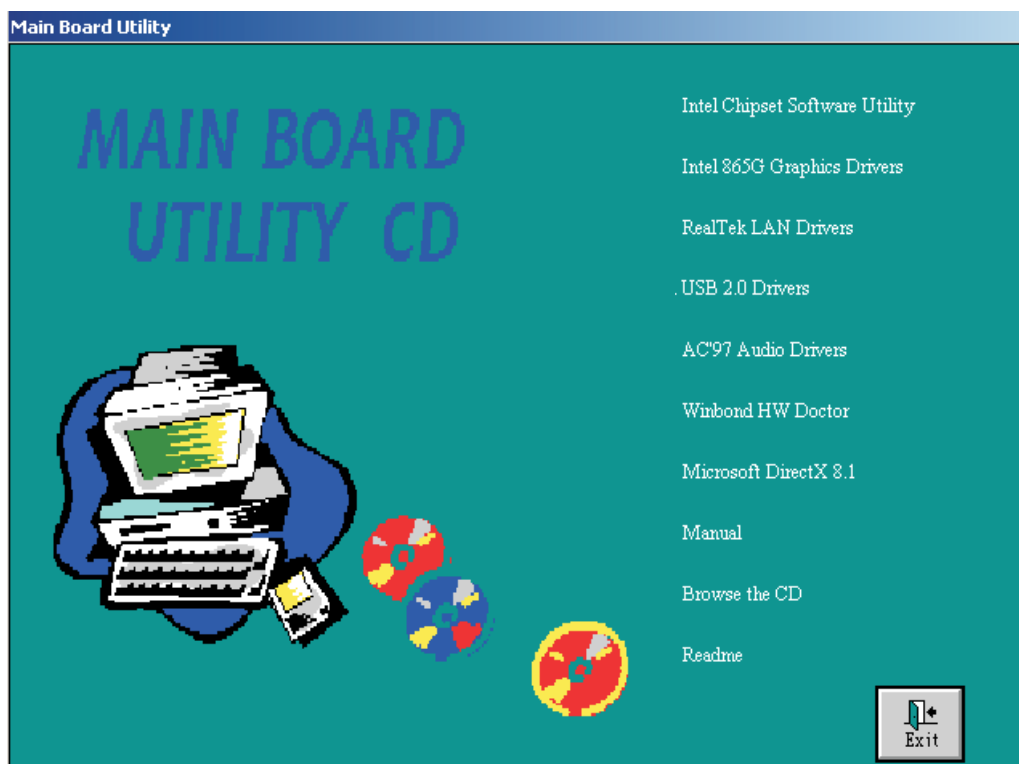 Main Board Utility
MAIN BOARD
UTILITY CD
Intel Chipset Software Utility
Intel 865G Graphics Drivers
RealTek LAN Drivers
. USB 2.0 Drivers
AC'97 Audio Drivers
Winbond HW Doctor
Microsoft DirectX 8.1
Manual
Browse the CD
Readme
Exit